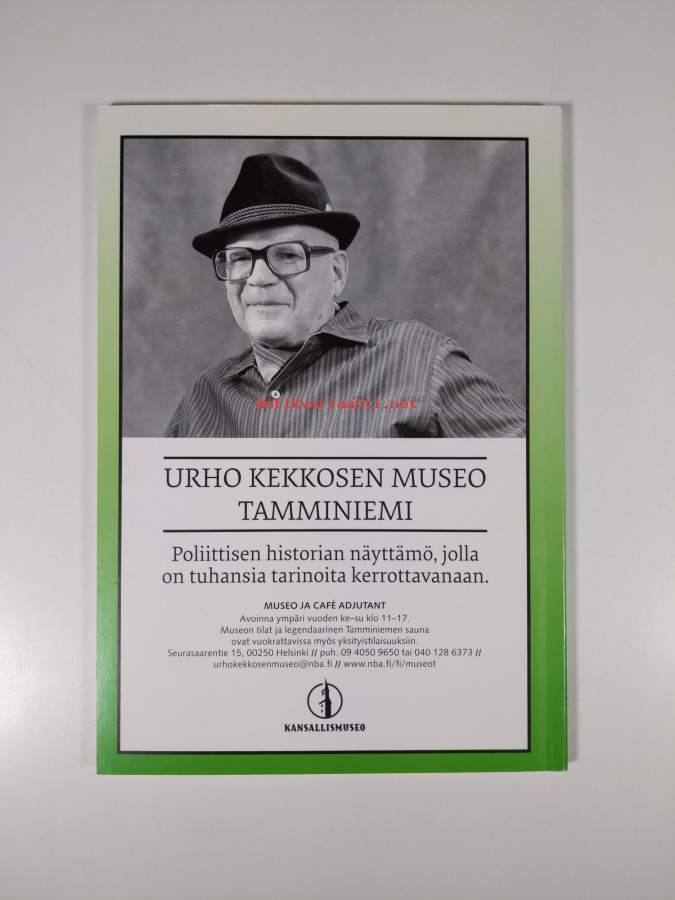 antikvariaatti.net
URHO KEKKOSEN MUSEO
TAMMINIEMI
Poliittisen historian näyttämö, jolla
on tuhansia tarinoita kerrottavanaan.
MUSEO JA CAFÉ ADJUTANT
Avoinna ympäri vuoden ke–su klo 11–17.
Museon tilat ja legendaarinen Tamminiemen sauna
ovat vuokrattavissa myös yksityistilaisuuksiin.
Seurasaarentie 15, 00250 Helsinki // puh. 09 4050 9650 tai 040 128 6373 //
urhokekkosenmuseo@nba.fi // www.nba.fi/fi/museot
KANSALLISMUSEO